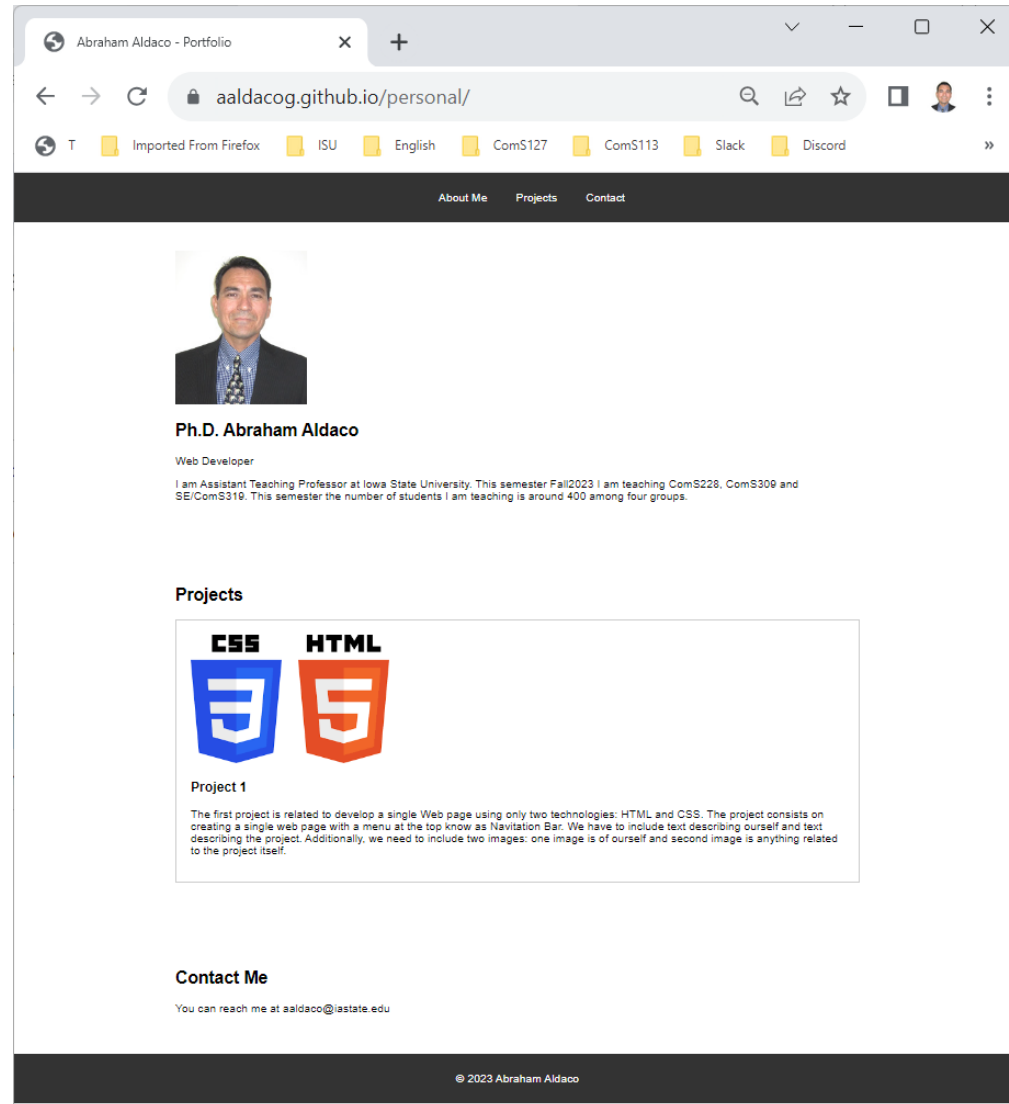 Abraham Aldaco - Portfolio
aaldacog.github.io/personal/
T Imported From Firefox ISU English ComS127 ComS113 Slack Discord
About Me Projects Contact
Ph.D. Abraham Aldaco
Web Developer
I am Assistant Teaching Professor at Iowa State University. This semester Fall2023 I am teaching ComS228, ComS309 and
SE/ComS319. This semester the number of students I am teaching is around 400 among four groups.
Projects
CSS HTML
3 5
Project 1
The first project is related to develop a single Web page using only two technologies: HTML and CSS. The project consists on
creating a single web page with a menu at the top know as Navitation Bar. We have to include text describing ourself and text
describing the project. Additionally, we need to include two images: one image is of ourself and second image is anything related
to the project itself.
Contact Me
You can reach me at aaldaco@iastate.edu
© 2023 Abraham Aldaco